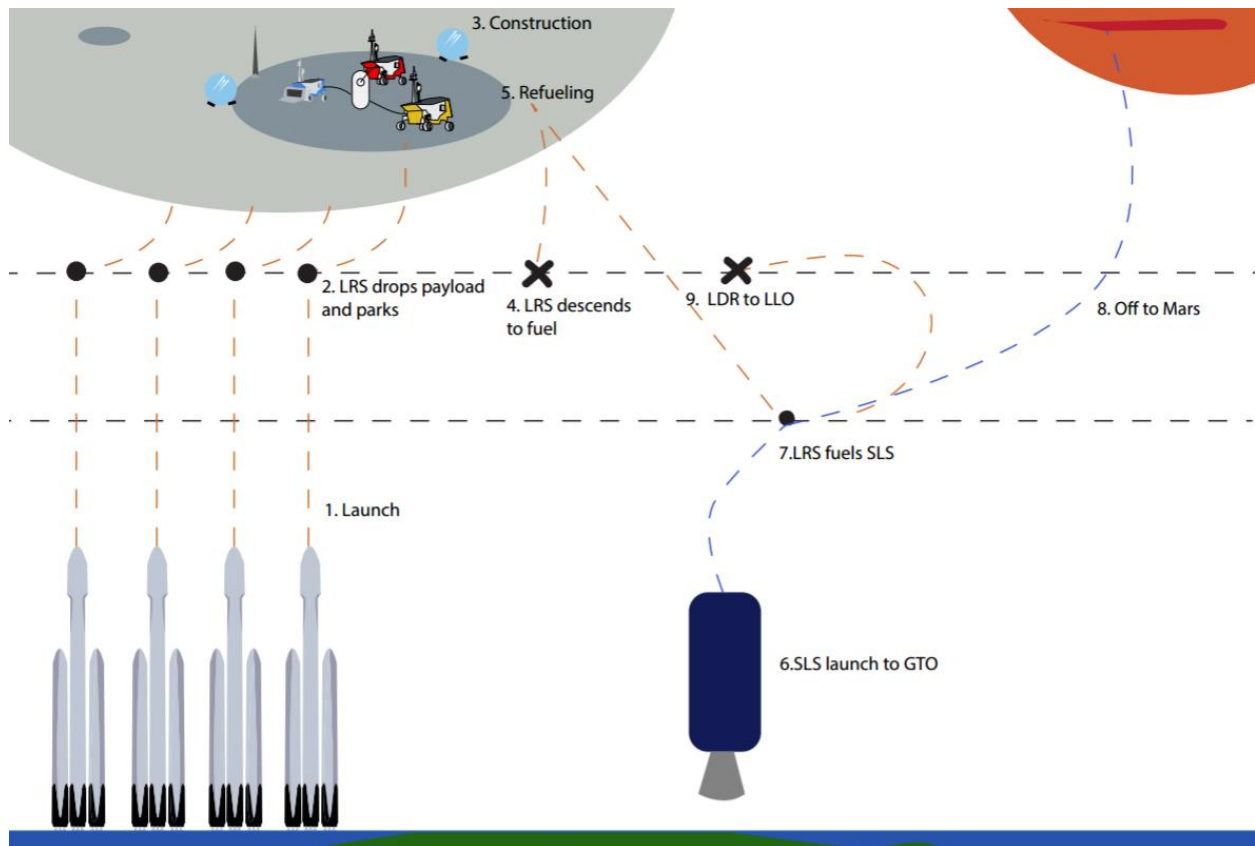 3. Construction
5. Refueling
2. LRS drops payload
and parks
4. LRS descends
to fuel
9. LDR to LLO
8. Off to Mars
7.LRS fuels SLS
1. Launch
6.SLS launch to GTO